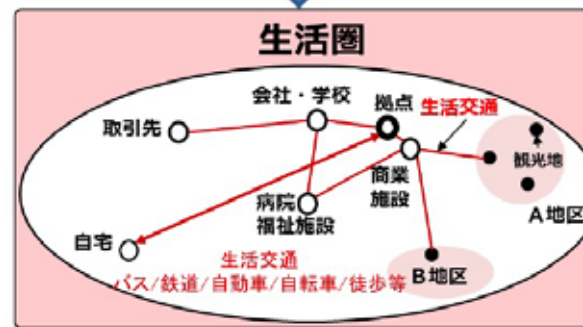 生活圏
会社・学校
拠点
生活交通
取引先
観光地
商業
施設
A地区
病院
福祉施設
自宅
生活交通
バス/鉄道/自動車/自転車/徒歩等
B地区